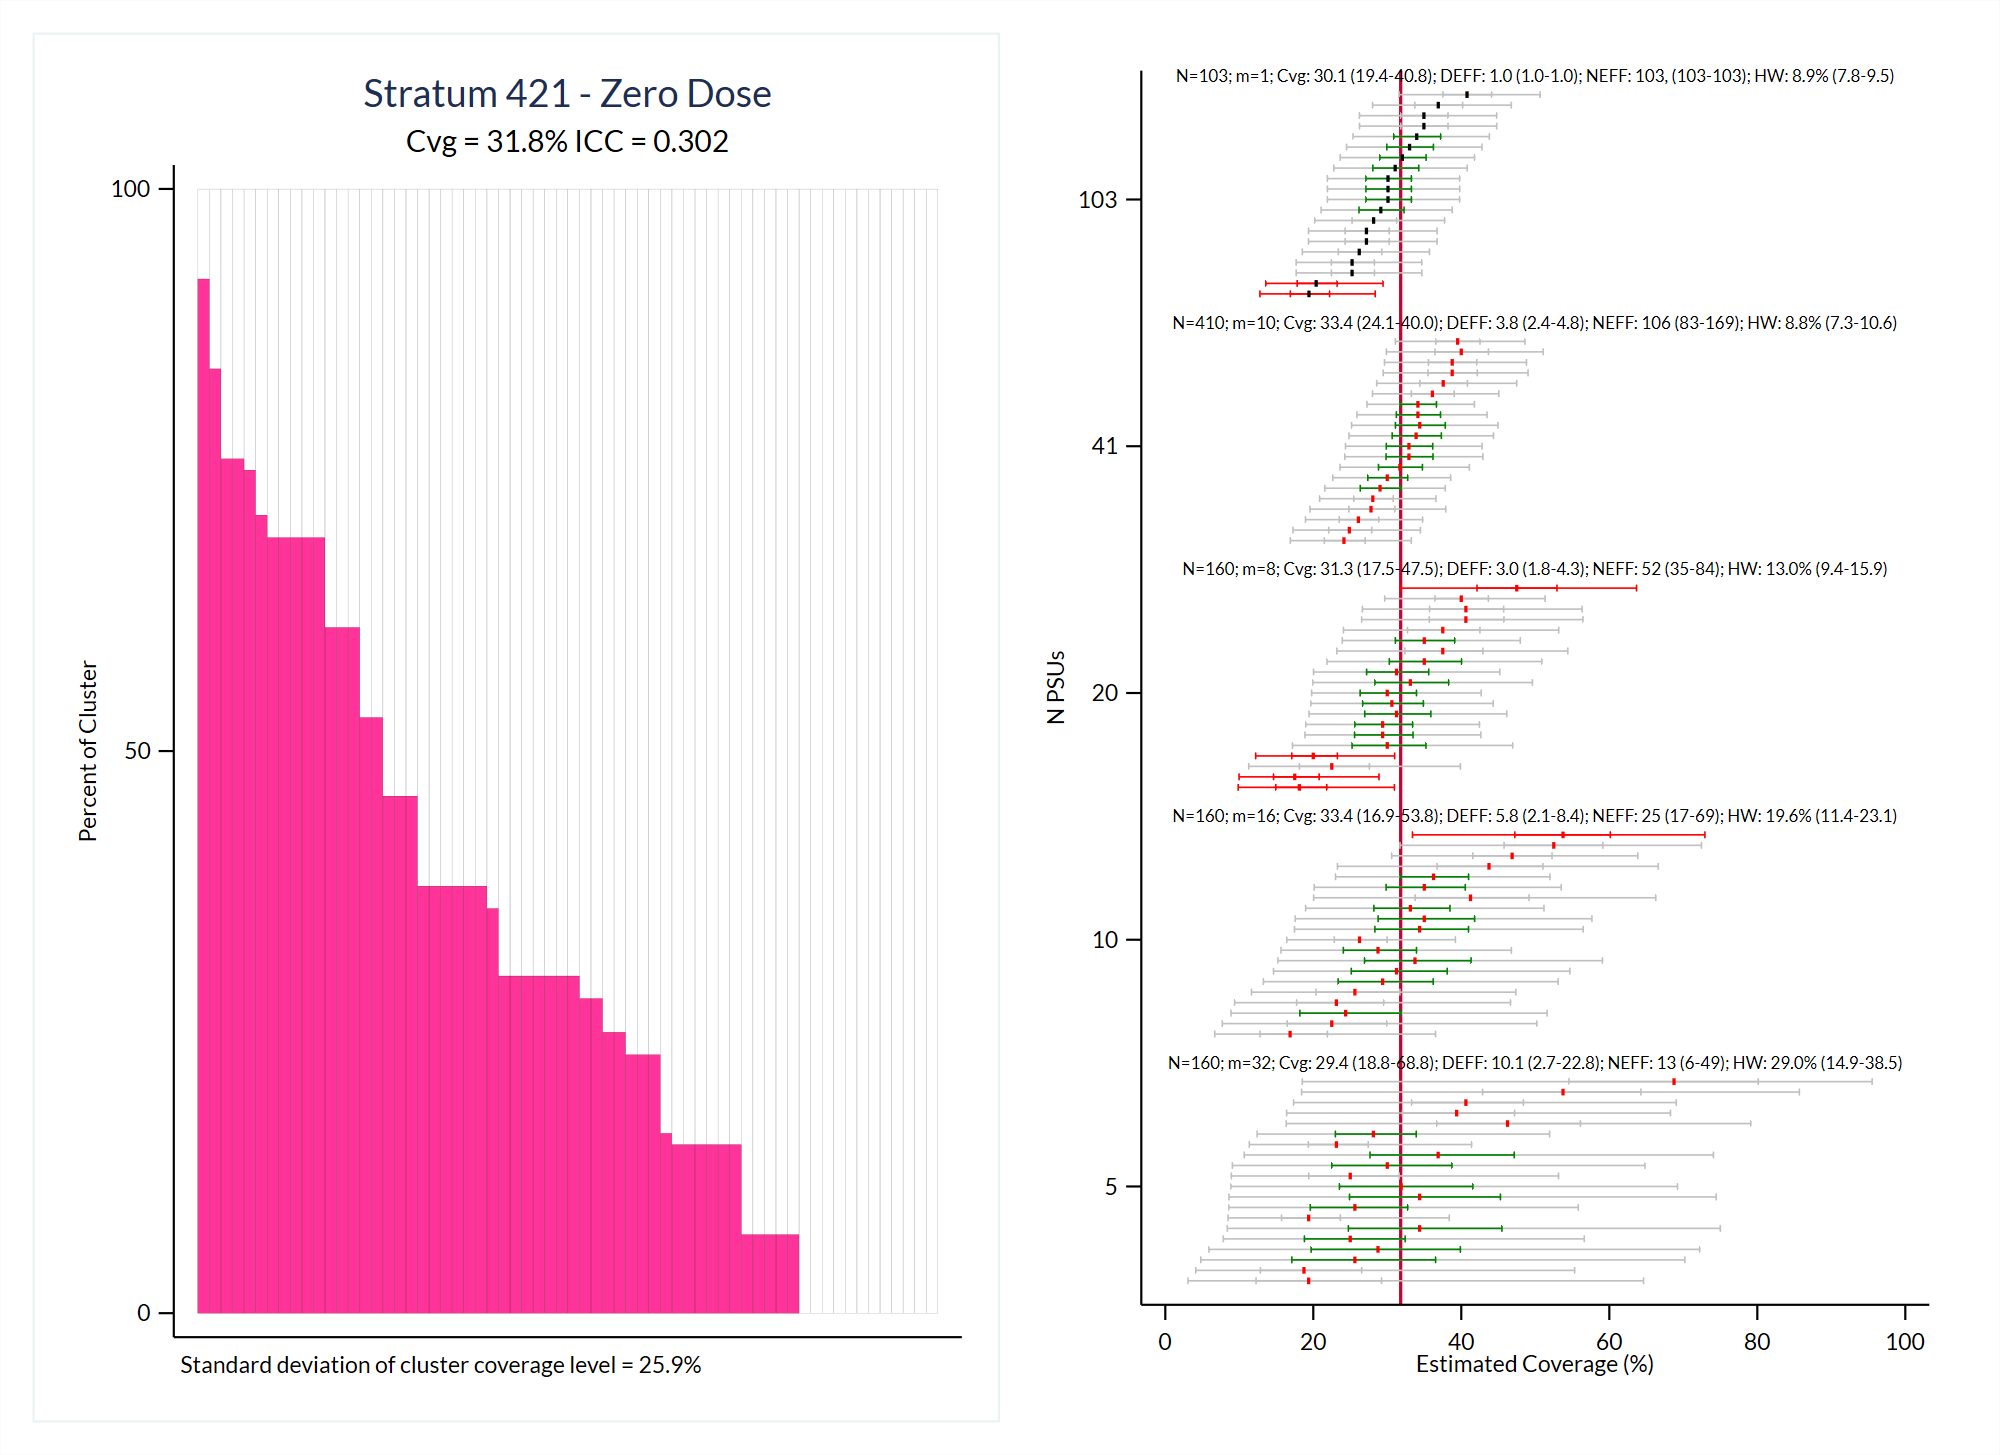 Stratum 421 - Zero Dose
Cvg = 31.8% ICC = 0.302
100
50
0
Percent of Cluster
Standard deviation of cluster coverage level = 25.9%
N=103; m=1; Cvg: 30.1 (19.4-40.8); DEFF: 1.0 (1.0-1.0); NEFF: 103, (103-103); HW: 8.9% (7.8-9.5)
103
N=410; m=10; Cvg: 33.4 (24.1-40.0); DEFF: 3.8 (2.4-4.8); NEFF: 106 (83-169); HW: 8.8% (7.3-10.6)
41
N=160; m=8; Cvg: 31.3 (17.5-47.5); DEFF: 3.0 (1.8-4.3); NEFF: 52 (35-84); HW: 13.0% (9.4-15.9)
N PSUs
20
N=160; m=16; Cvg: 33.4 (16.9-53.8); DEFF: 5.8 (2.1-8.4); NEFF: 25 (17-69); HW: 19.6% (11.4-23.1)
10
N=160; m=32; Cvg: 29.4 (18.8-68.8); DEFF: 10.1 (2.7-22.8); NEFF: 13 (6-49); HW: 29.0% (14.9-38.5)
5
0 20 40 60 80 100
Estimated Coverage (%)